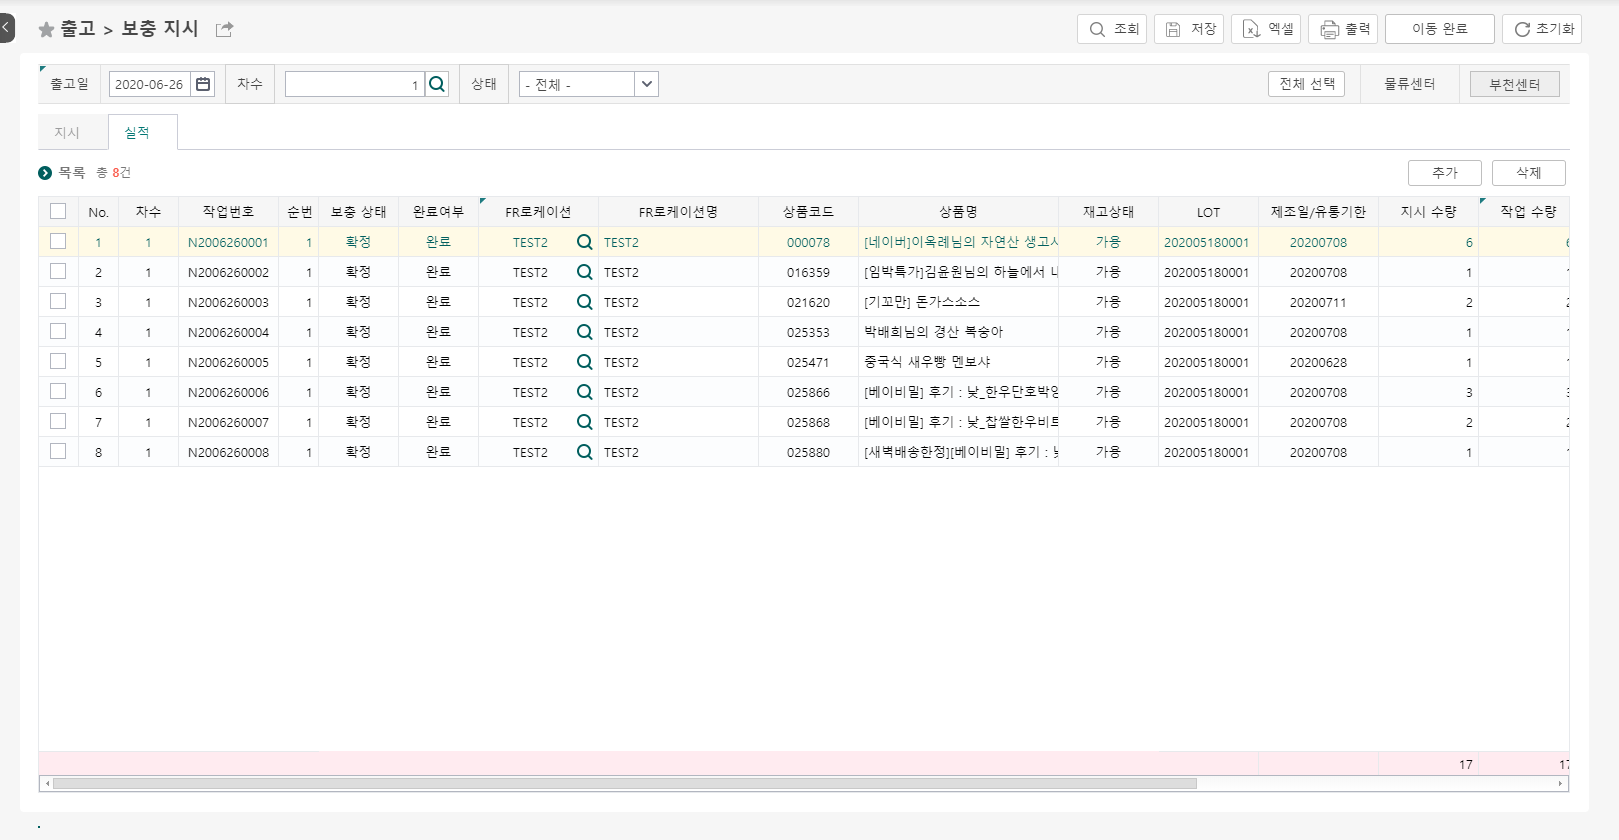 출고 > 보충 지시
조회 저장 엑셀 출력 이동 완료 초기화
출고일 2020-06-26 차수 1 상태 - 전체 - 전체 선택 물류센터 부천센터
지시 실적
목록 총 8건 추가 삭제
No. 차수 작업번호 순번 보충 상태 완료여부 FR로케이션 FR로케이션명 상품코드 상품명 재고상태 LOT 제조일/유통기한 지시 수량 작업 수량
1 1 N2006260001 1 확정 완료 TEST2 TEST2 000078 [네이버]이옥례님의 자연산 생고사 가용 202005180001 20200708 6 6
2 1 N2006260002 1 확정 완료 TEST2 TEST2 016359 [임박특가]김윤원님의 하늘에서 내 가용 202005180001 20200708 1 1
3 1 N2006260003 1 확정 완료 TEST2 TEST2 021620 [기꼬만] 돈가스소스 가용 202005180001 20200711 2 2
4 1 N2006260004 1 확정 완료 TEST2 TEST2 025353 박배희님의 경산 복숭아 가용 202005180001 20200708 1 1
5 1 N2006260005 1 확정 완료 TEST2 TEST2 025471 중국식 새우빵 멘보샤 가용 202005180001 20200628 1 1
6 1 N2006260006 1 확정 완료 TEST2 TEST2 025866 [베이비밀] 후기 : 낮_한우단호박영 가용 202005180001 20200708 3 3
7 1 N2006260007 1 확정 완료 TEST2 TEST2 025868 [베이비밀] 후기 : 낮_찹쌀한우비트 가용 202005180001 20200708 2 2
8 1 N2006260008 1 확정 완료 TEST2 TEST2 025880 [새벽배송한정][베이비밀] 후기 : 낮 가용 202005180001 20200708 1 1
17 17